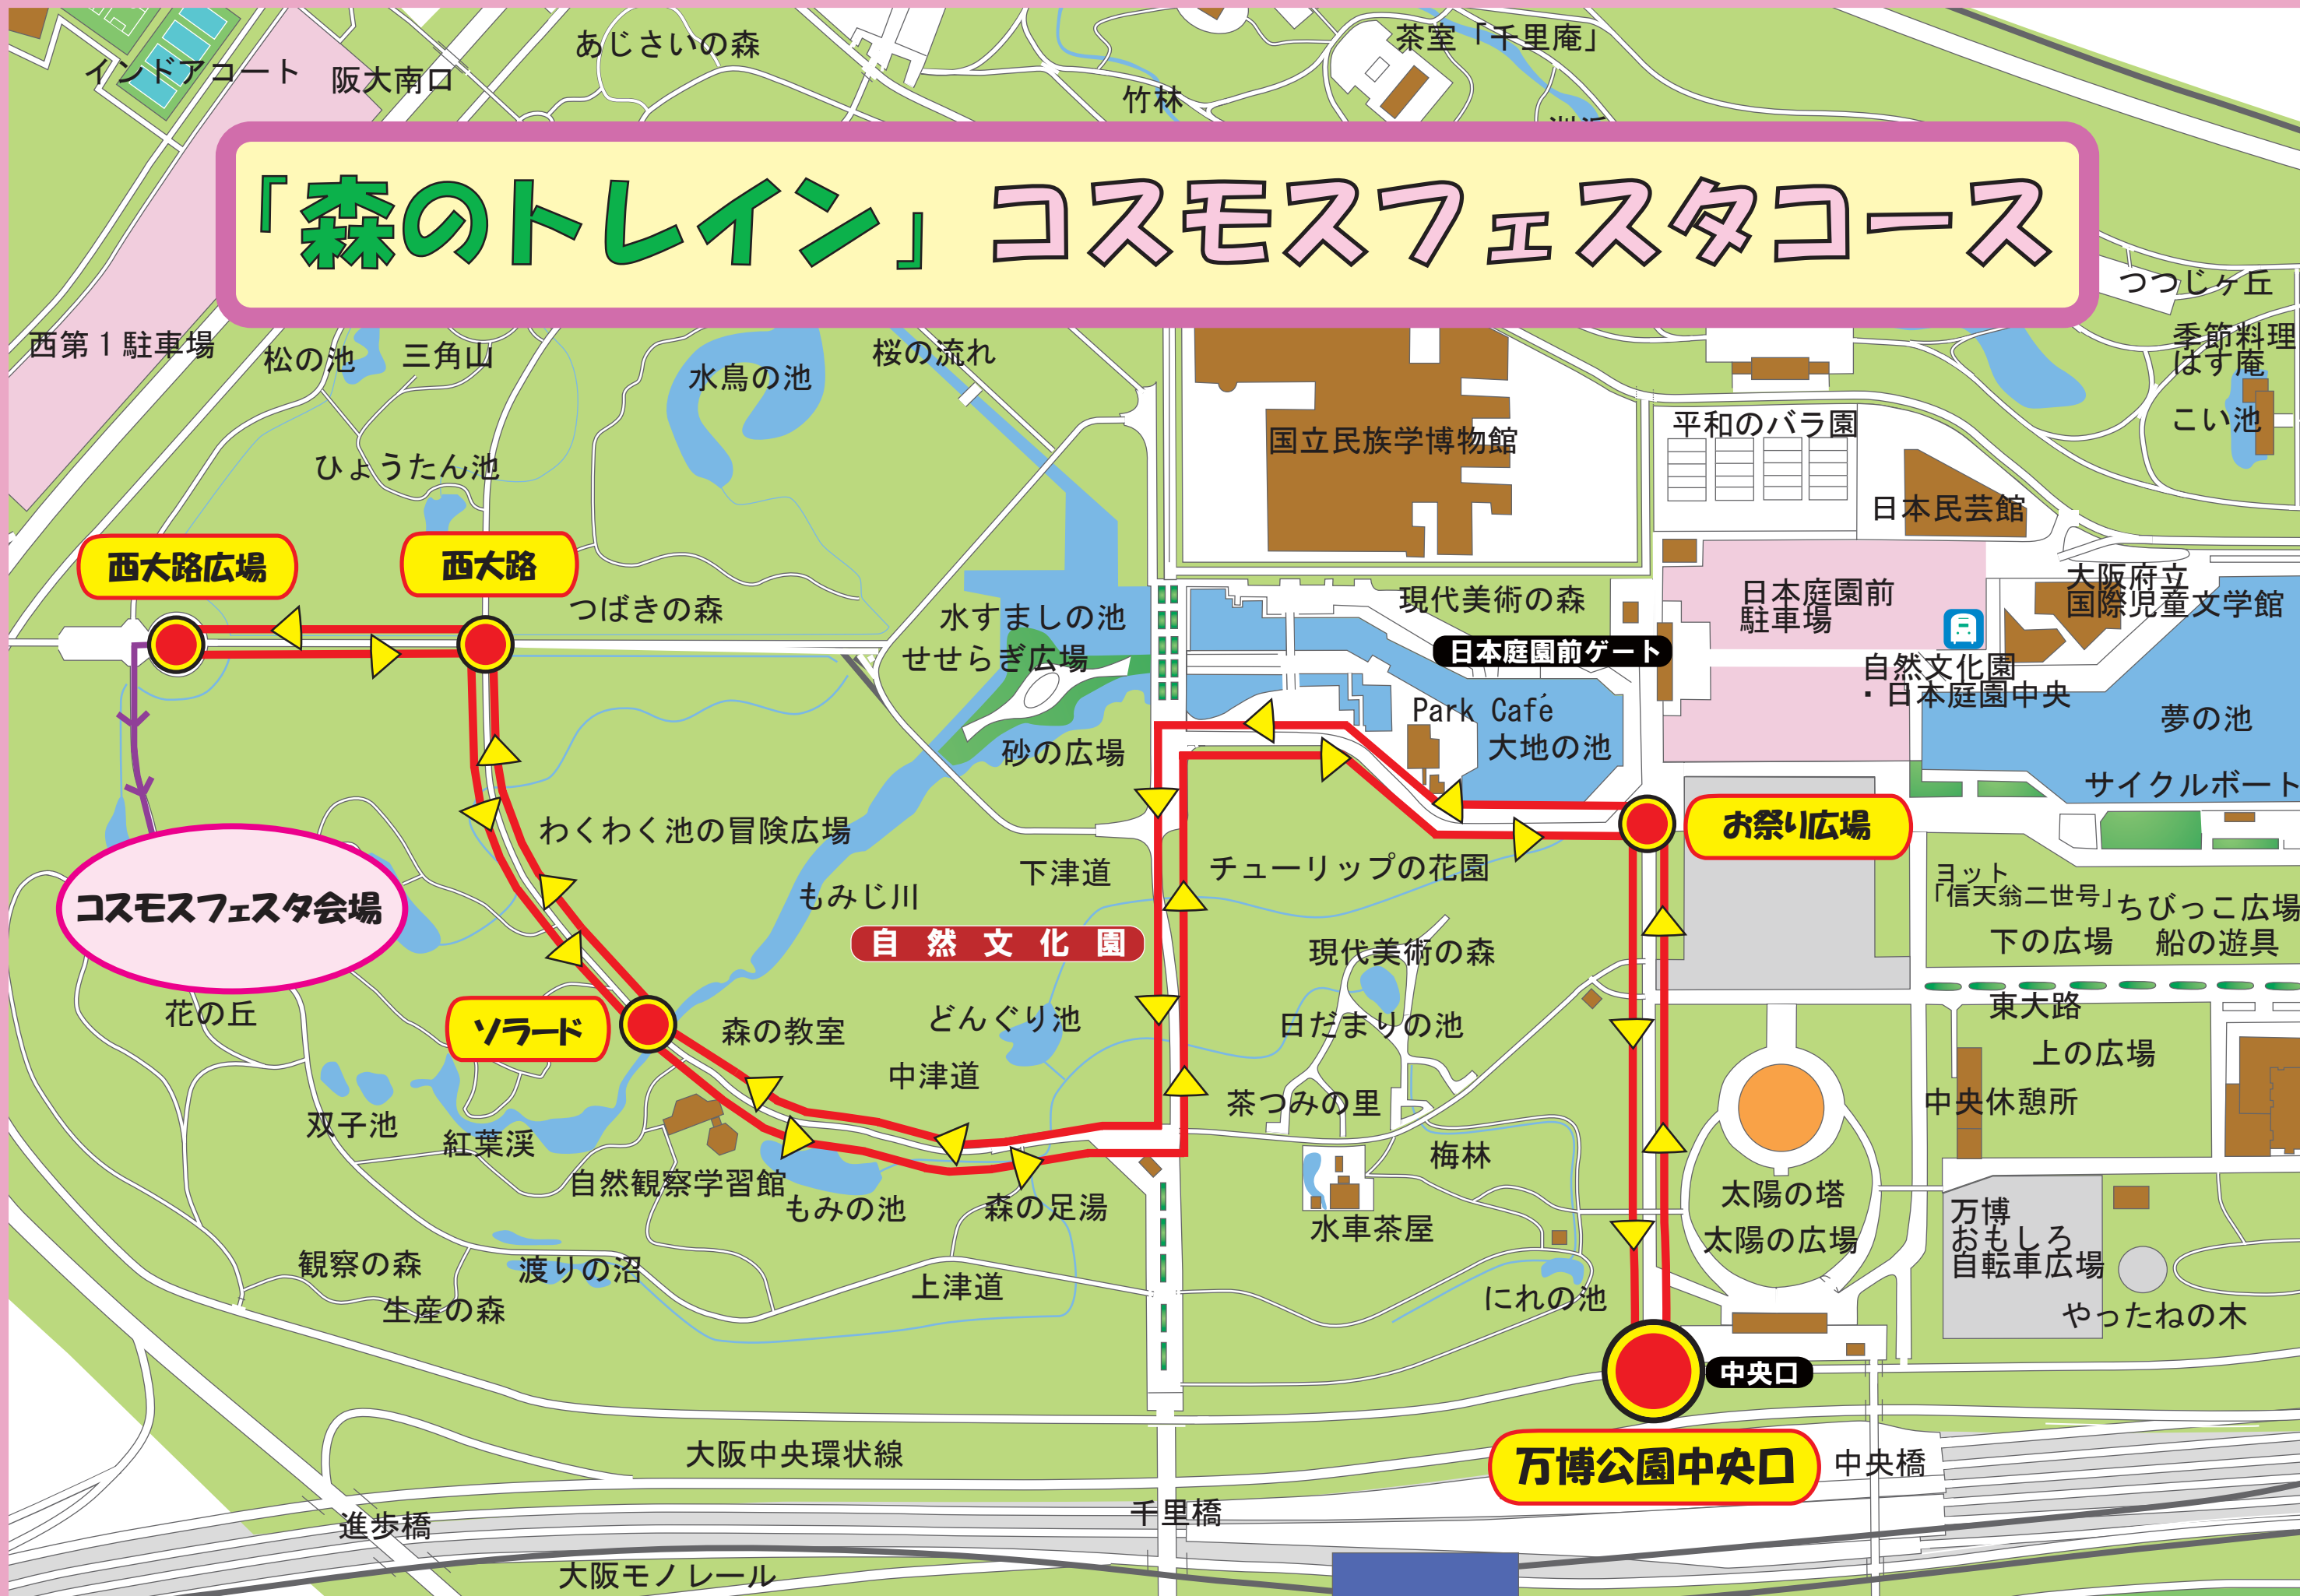 インドアコート
阪大南口
あじさいの森
竹林
茶室「千里庵」
「森のトレイン」コスモスフェスタコース
つつじヶ丘
季節料理
はす庵
こい池
西第１駐車場
松の池
三角山
水鳥の池
桜の流れ
国立民族学博物館
平和のバラ園
日本民芸館
ひょうたん池
西大路広場
西大路
つばきの森
水すましの池
せせらぎ広場
現代美術の森
日本庭園前ゲート
日本庭園前
駐車場
大阪府立
国際児童文学館
自然文化園
・日本庭園中央
夢の池
Park Café
大地の池
砂の広場
サイクルボート
わくわく池の冒険広場
お祭り広場
下津道
チューリップの花園
もみじ川
コスモスフェスタ会場
自然文化園
ヨット
「信天翁二世号」
ちびっこ広場
下の広場
船の遊具
現代美術の森
花の丘
ソラード
森の教室
どんぐり池
日だまりの池
東大路
上の広場
中津道
茶つみの里
中央休憩所
双子池
紅葉渓
梅林
自然観察学習館
もみの池
森の足湯
水車茶屋
太陽の塔
太陽の広場
万博
おもしろ
自転車広場
観察の森
渡りの沼
生産の森
上津道
にれの池
やったねの木
中央口
万博公園中央口
中央橋
大阪中央環状線
進歩橋
千里橋
大阪モノレール